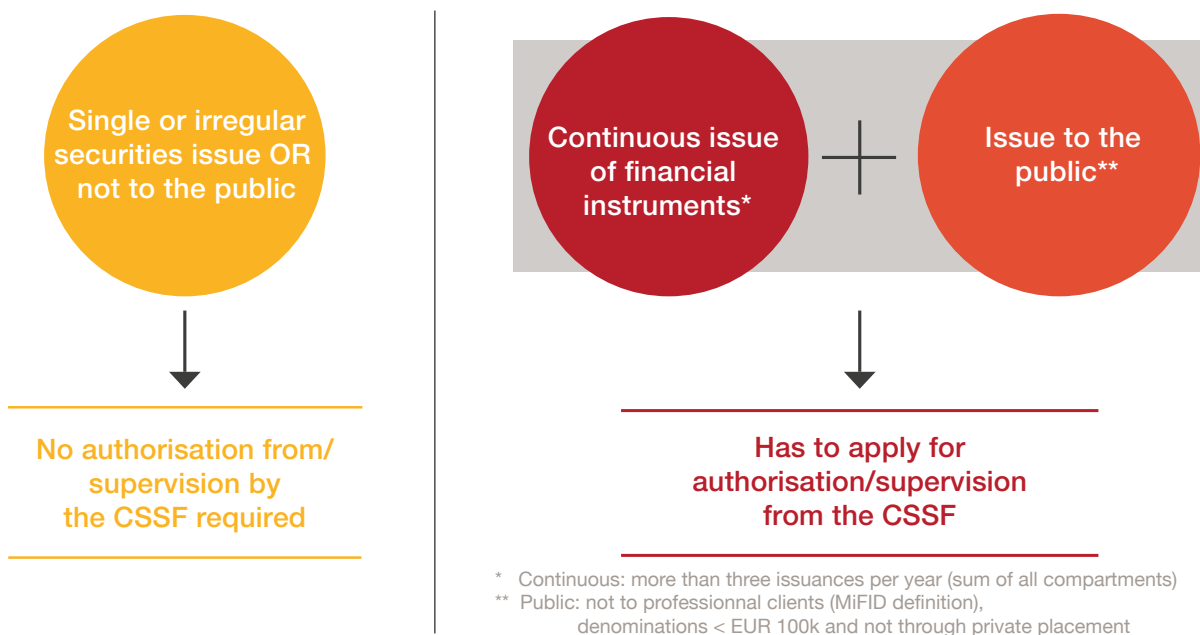 Single or irregular
securities issue OR
not to the public
No authorisation from/
supervision by
the CSSF required
Continuous issue
of financial
instruments*
Issue to the
public**
Has to apply for
authorisation/supervision
from the CSSF
* Continuous: more than three issuances per year (sum of all compartments)
** Public: not to professionnal clients (MiFID definition),
denominations < EUR 100k and not through private placement